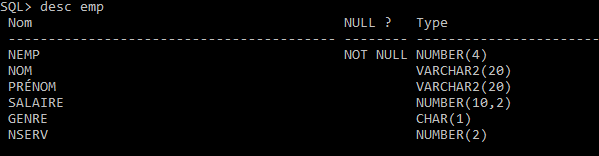 SQL> desc emp
Nom NULL ? Type
----------------------------------------- -------- ----------------------------
NEMP NOT NULL NUMBER(4)
NOM VARCHAR2(20)
PRÉNOM VARCHAR2(20)
SALAIRE NUMBER(10,2)
GENRE CHAR(1)
NSERV NUMBER(2)